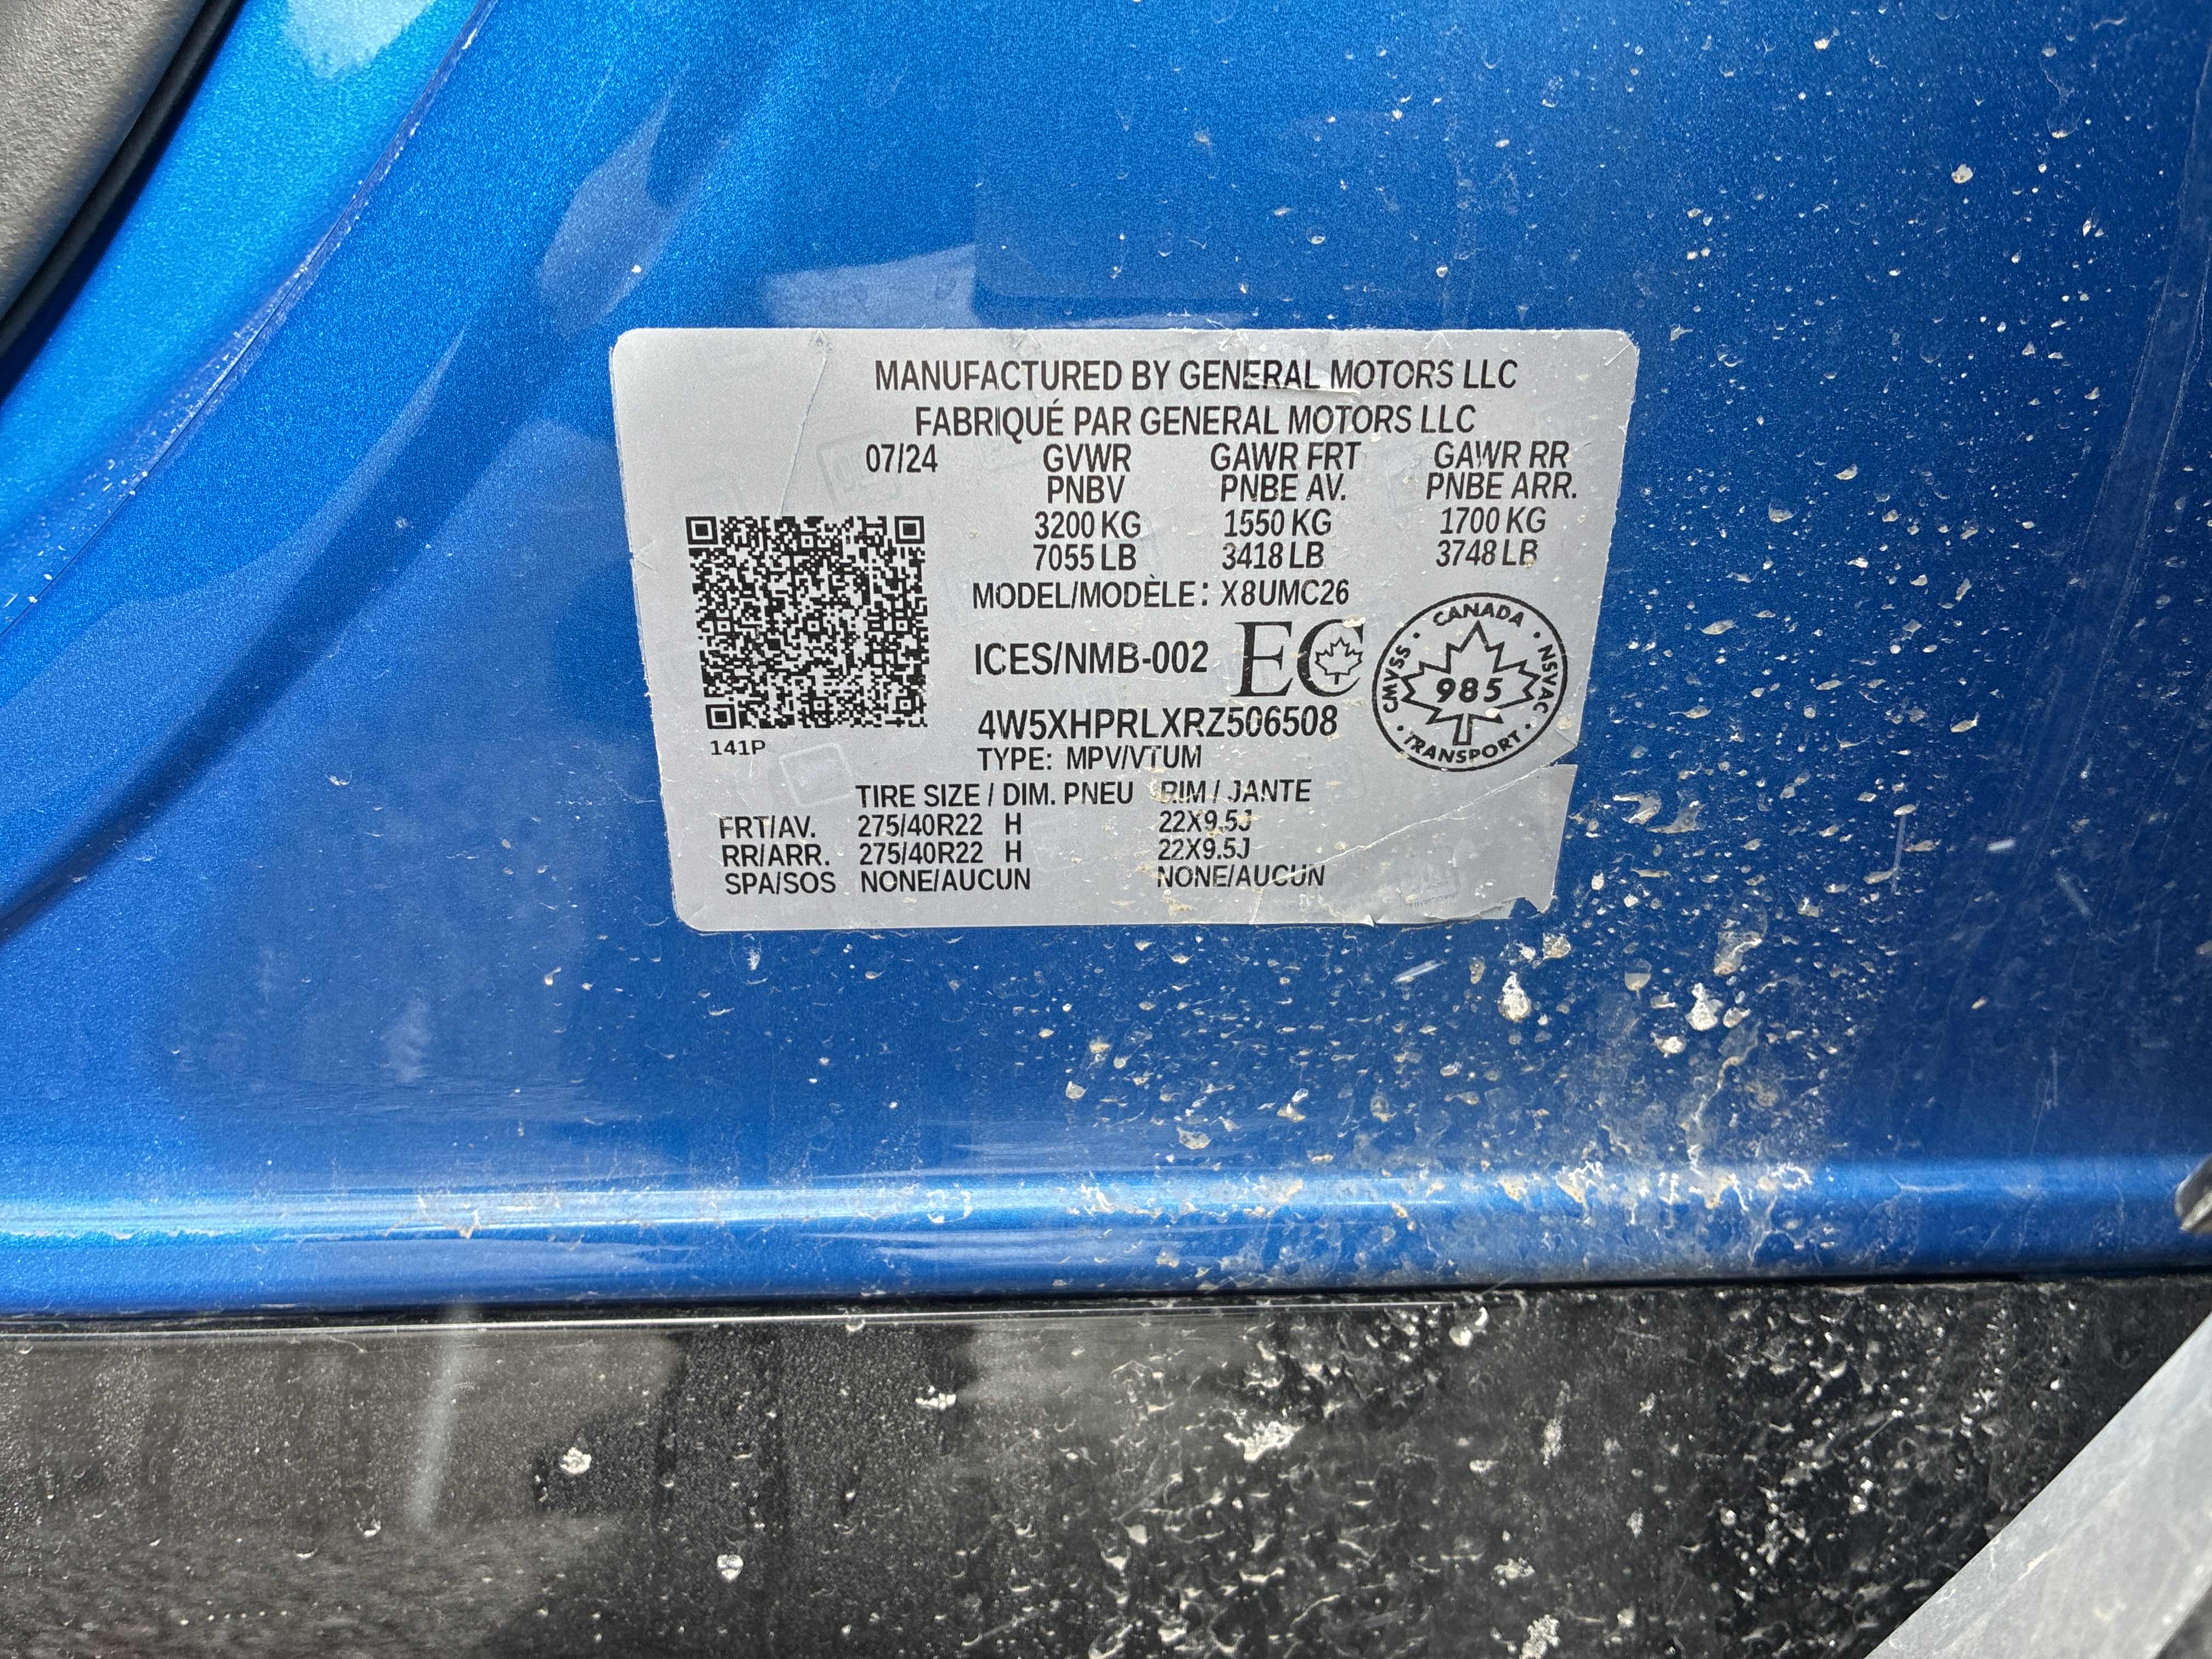 MANUFACTURED BY GENERAL MOTORS LLC
FABRIQUÉ PAR GENERAL MOTORS LLC
07/24 GVWR GAWR FRT GAWR RR
PNBV PNBE AV. PNBE ARR.
3200 KG 1550 KG 1700 KG
7055 LB 3418 LB 3748 LB
MODEL/MODÈLE: X8UMC26
ICES/NMB-002 EC
CANADA
CMVSS 985 NSVAC
TRANSPORT
4W5XHPRLXRZ506508
141P
TYPE: MPV/VTUM
TIRE SIZE / DIM. PNEU RIM / JANTE
FRT/AV. 275/40R22 H 22X9.5J
RR/ARR. 275/40R22 H 22X9.5J
SPA/SOS NONE/AUCUN NONE/AUCUN